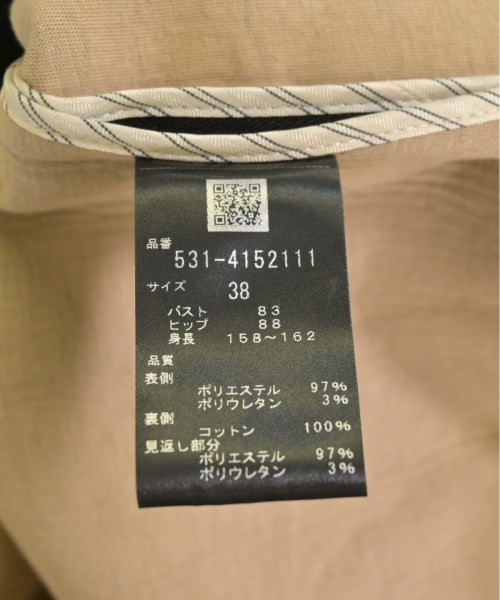 品番
531-4152111
サイズ 38
バスト 83
ヒップ 88
身長 158～162
品質
表側
ポリエステル 97%
ポリウレタン 3%
裏側
コットン 100%
見返し部分
ポリエステル 97%
ポリウレタン 3%